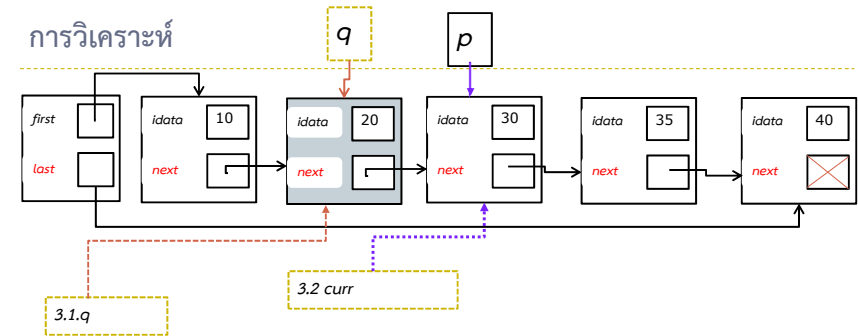 การวิเคราะห์
q
p
first
last
idata 10
next
idata 20
next
idata 30
next
idata 35
next
idata 40
next
3.1.q
3.2 curr